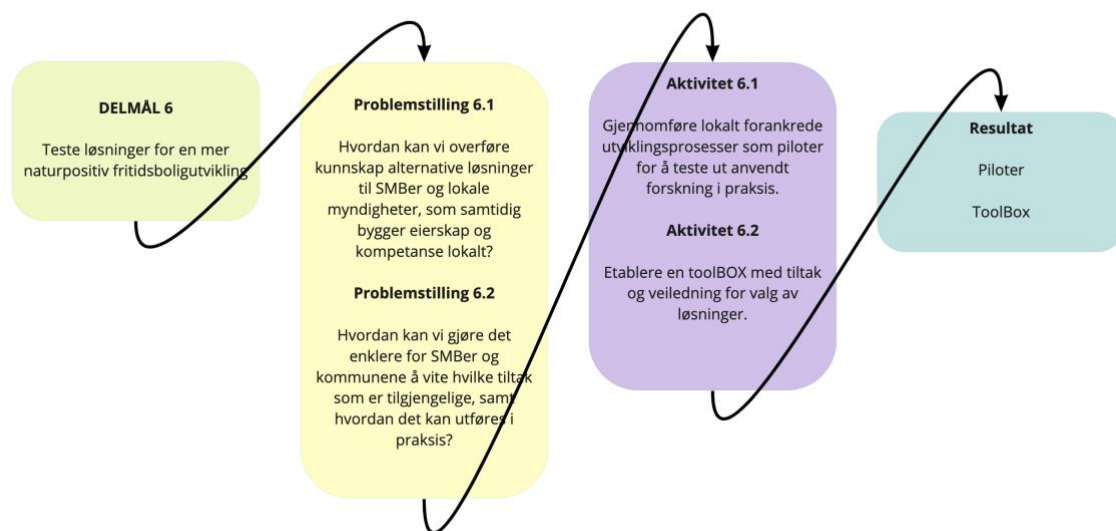 DELMÅL 6
Teste løsninger for en mer
naturpositiv fritidsboligutvikling
Problemstilling 6.1
Hvordan kan vi overføre
kunnskap alternative løsninger
til SMBer og lokale
myndigheter, som samtidig
bygger eierskap og
kompetanse lokalt?
Problemstilling 6.2
Hvordan kan vi gjøre det
enklere for SMBer og
kommunene å vite hvilke tiltak
som er tilgjengelige, samt
hvordan det kan utføres i
praksis?
Aktivitet 6.1
Gjennomføre lokalt forankrede
utviklingsprosesser som piloter
for å teste ut anvendt
forskning i praksis.
Aktivitet 6.2
Etablere en toolBOX med tiltak
og veiledning for valg av
løsninger.
Resultat
Piloter
ToolBox